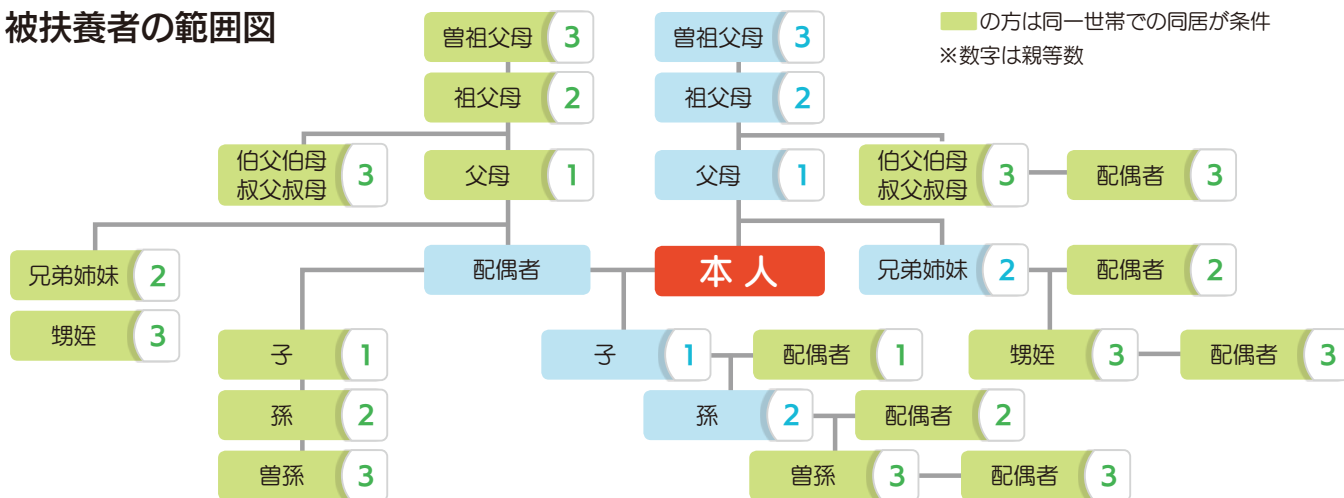 被扶養者の範囲図
の方は同一世帯での同居が条件
※数字は親等数
曽祖父母 3
曽祖父母 3
祖父母 2
祖父母 2
伯父伯母
叔父叔母 3
父母 1
父母 1
伯父伯母
叔父叔母 3
配偶者 3
兄弟姉妹 2
配偶者
本人
兄弟姉妹 2
配偶者 2
甥姪 3
子 1
子 1
配偶者 1
甥姪 3
配偶者 3
孫 2
孫 2
配偶者 2
曽孫 3
曽孫 3
配偶者 3